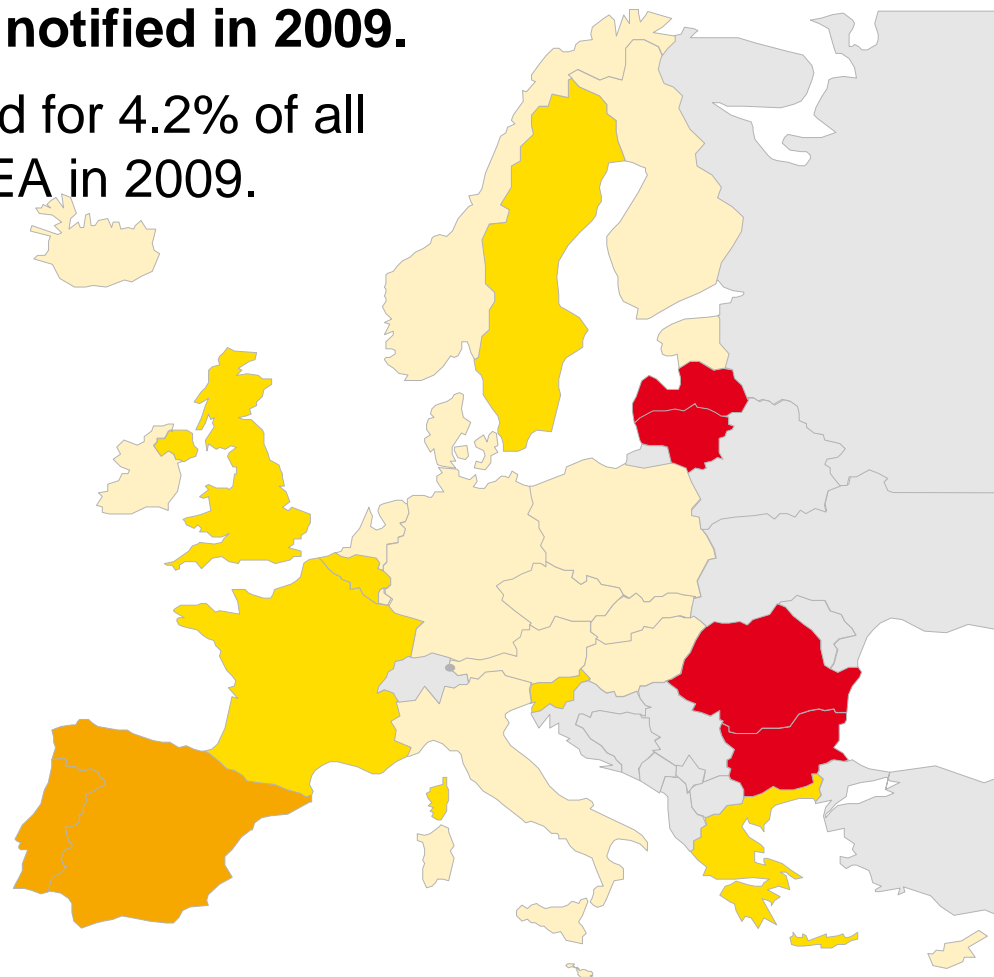 notified in 2009.
d for 4.2% of all
EA in 2009.